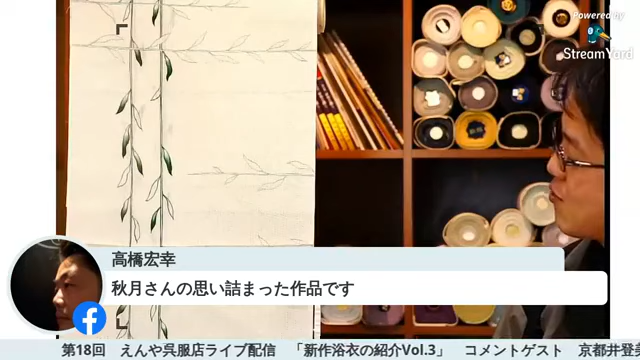 Powered by
StreamYard
高橋宏幸
秋月さんの思い詰まった作品です
第18回 えんや呉服店ライブ配信 「新作浴衣の紹介Vol.3」 コメントゲスト 京都井登美